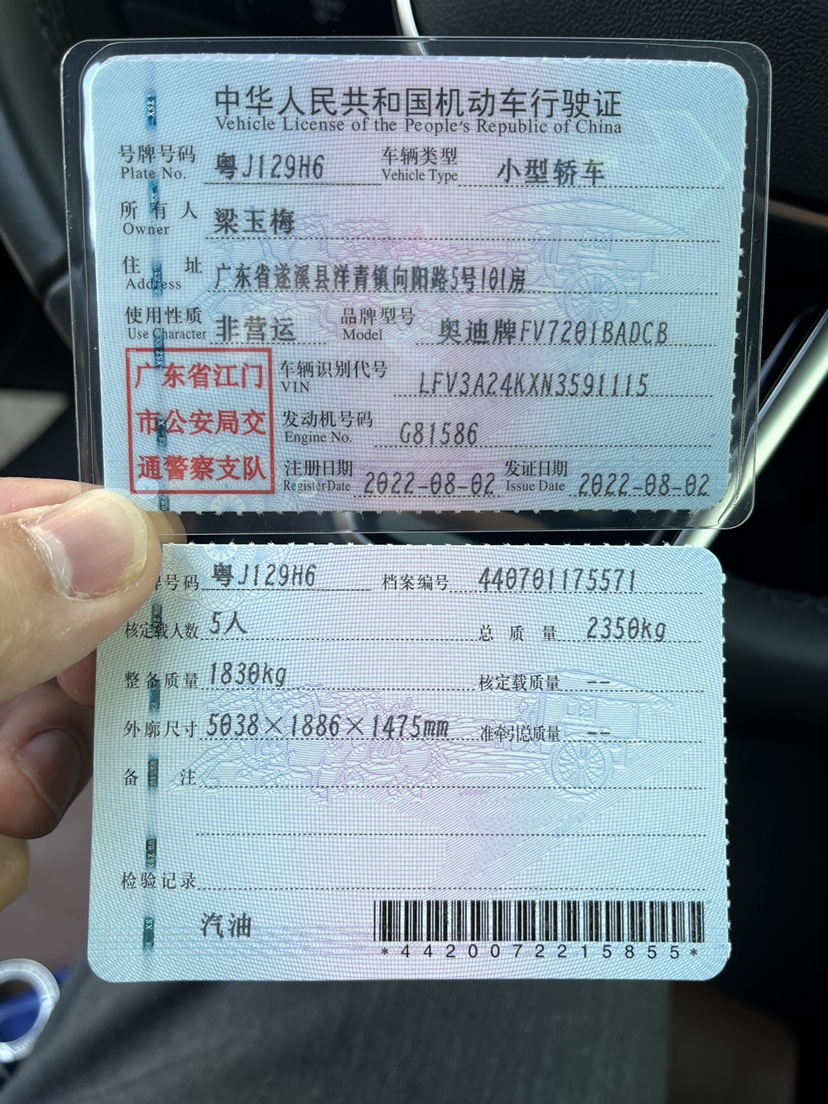 中华人民共和国机动车行驶证
Vehicle License of the People's Republic of China
号牌号码 粤J129H6 车辆类型 小型轿车
Plate No. Vehicle Type
所有人 梁玉梅
Owner
住址 广东省遂溪县洋青镇向阳路5号101房
Address
使用性质 非营运 品牌型号 奥迪牌FV7201BADCB
Use Character Model
广东省江门
市公安局交
通警察支队
车辆识别代号 LFV3A24KXN3591115
VIN
发动机号码 G81586
Engine No.
注册日期 2022-08-02 发证日期 2022-08-02
Register Date Issue Date
号号码 粤J129H6 档案编号 440701175571
核定载人数 5人 总质量 2350kg
整备质量 1830kg 核定载质量 --
外廓尺寸 5038×1886×1475mm 准牵引总质量 --
备注
检验记录
汽油
*4420072215855*